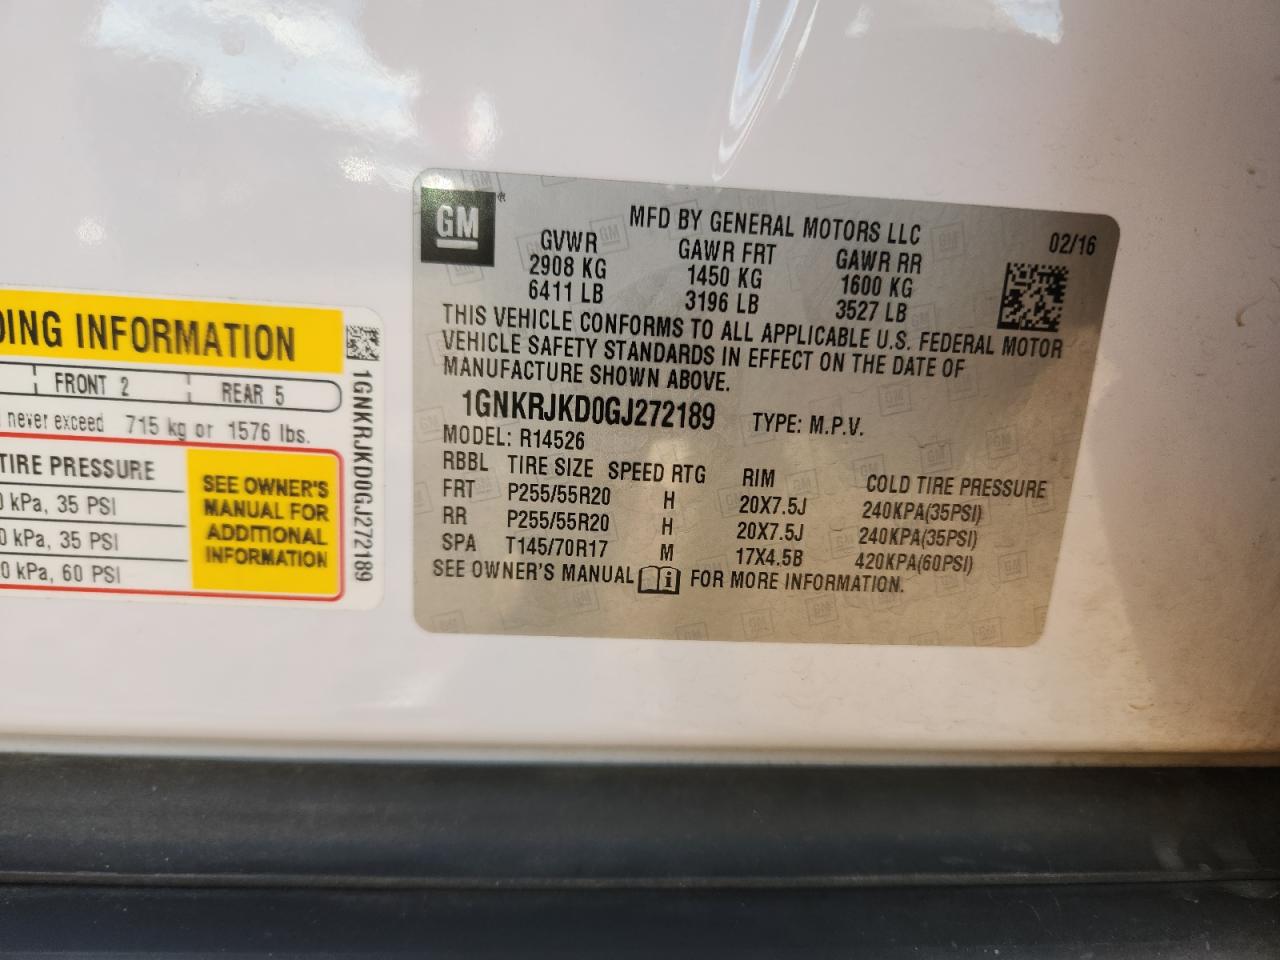 DING INFORMATION
FRONT 2 REAR 5
never exceed 715 kg or 1576 lbs.
TIRE PRESSURE
0 kPa, 35 PSI
0 kPa, 35 PSI
0 kPa, 60 PSI
SEE OWNER'S
MANUAL FOR
ADDITIONAL
INFORMATION
1GNKRJKD0GJ272189
GM
MFD BY GENERAL MOTORS LLC 02/16
GVWR GAWR FRT GAWR RR
2908 KG 1450 KG 1600 KG
6411 LB 3196 LB 3527 LB
THIS VEHICLE CONFORMS TO ALL APPLICABLE U.S. FEDERAL MOTOR
VEHICLE SAFETY STANDARDS IN EFFECT ON THE DATE OF
MANUFACTURE SHOWN ABOVE.
1GNKRJKD0GJ272189 TYPE: M.P.V.
MODEL: R14526
RBBL TIRE SIZE SPEED RTG RIM COLD TIRE PRESSURE
FRT P255/55R20 H 20X7.5J 240KPA(35PSI)
RR P255/55R20 H 20X7.5J 240KPA(35PSI)
SPA T145/70R17 M 17X4.5B 420KPA(60PSI)
SEE OWNER'S MANUAL i FOR MORE INFORMATION.